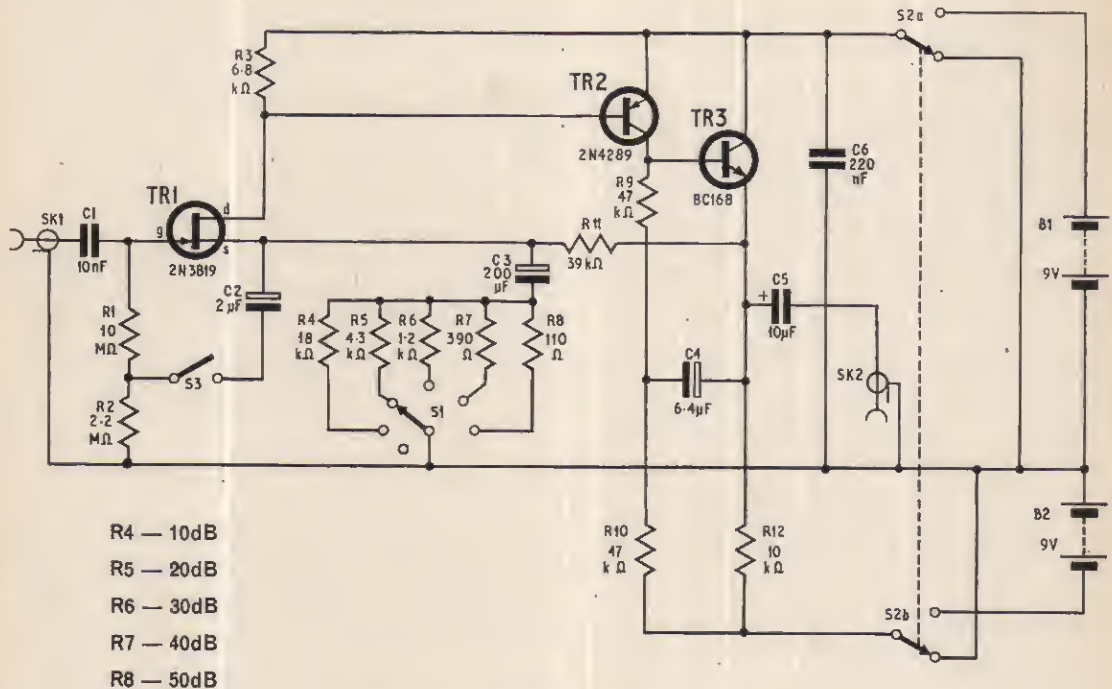 S2a
R3
6·8
kΩ
TR2
2N4289
TR3
BC168
C6
220
nF
TR1
d
g
s
2N3819
SK1
C1
10nF
R9
47
kΩ
R11
39kΩ
B1
9V
C2
2µF
C3
200
µF
C5
+
10µF
R1
10
MΩ
R4
18
kΩ
R5
4·3
kΩ
R6
1·2
kΩ
R7
390
Ω
R8
110
Ω
S3
S1
C4
6·4µF
SK2
R2
2·2
MΩ
R10
47
kΩ
R12
10
kΩ
B2
9V
S2b
R4 — 10dB
R5 — 20dB
R6 — 30dB
R7 — 40dB
R8 — 50dB